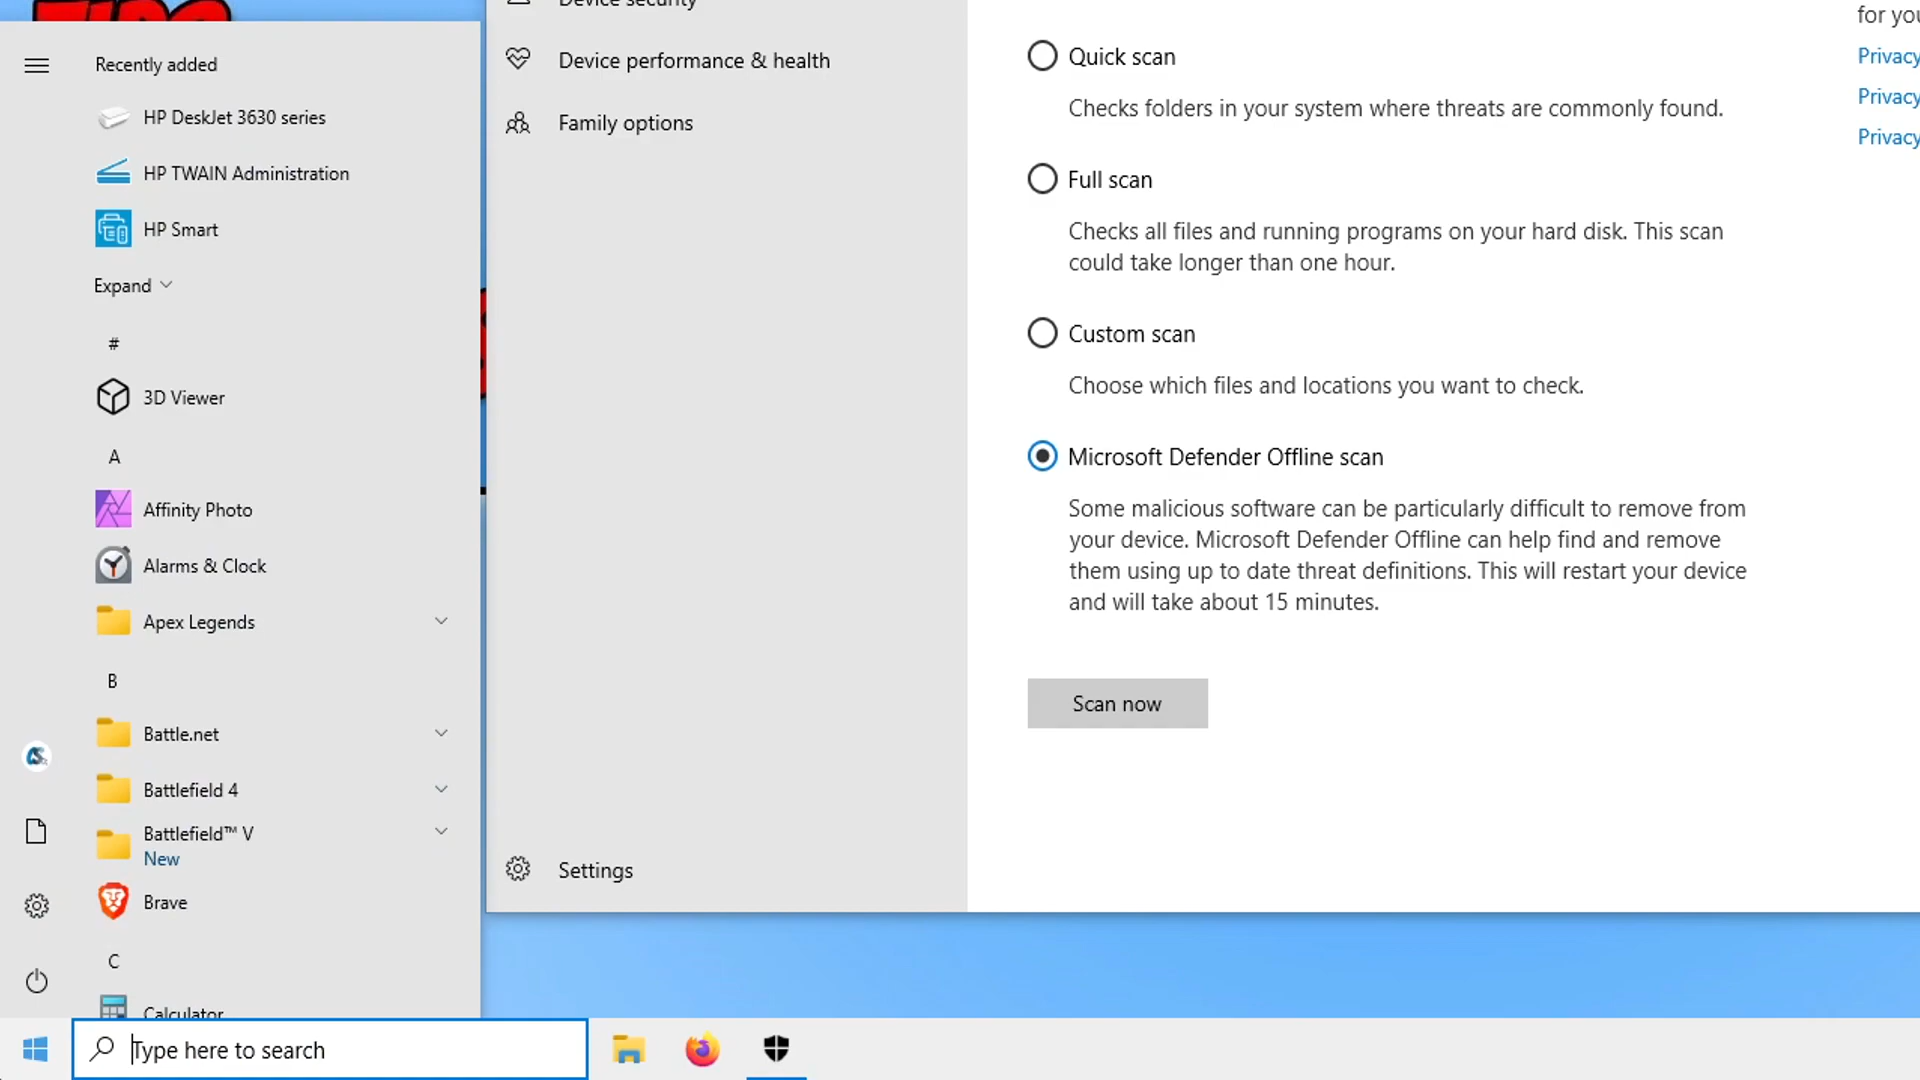 TIPS
Recently added
HP DeskJet 3630 series
HP TWAIN Administration
HP Smart
Expand
#
3D Viewer
A
Affinity Photo
Alarms & Clock
Apex Legends
B
Battle.net
Battlefield 4
Battlefield™ V
New
Brave
C
Calculator
Type here to search
Device security
Device performance & health
Family options
Settings
Quick scan
Checks folders in your system where threats are commonly found.
Full scan
Checks all files and running programs on your hard disk. This scan
could take longer than one hour.
Custom scan
Choose which files and locations you want to check.
Microsoft Defender Offline scan
Some malicious software can be particularly difficult to remove from
your device. Microsoft Defender Offline can help find and remove
them using up to date threat definitions. This will restart your device
and will take about 15 minutes.
Scan now
for you
Privacy
Privacy
Privacy